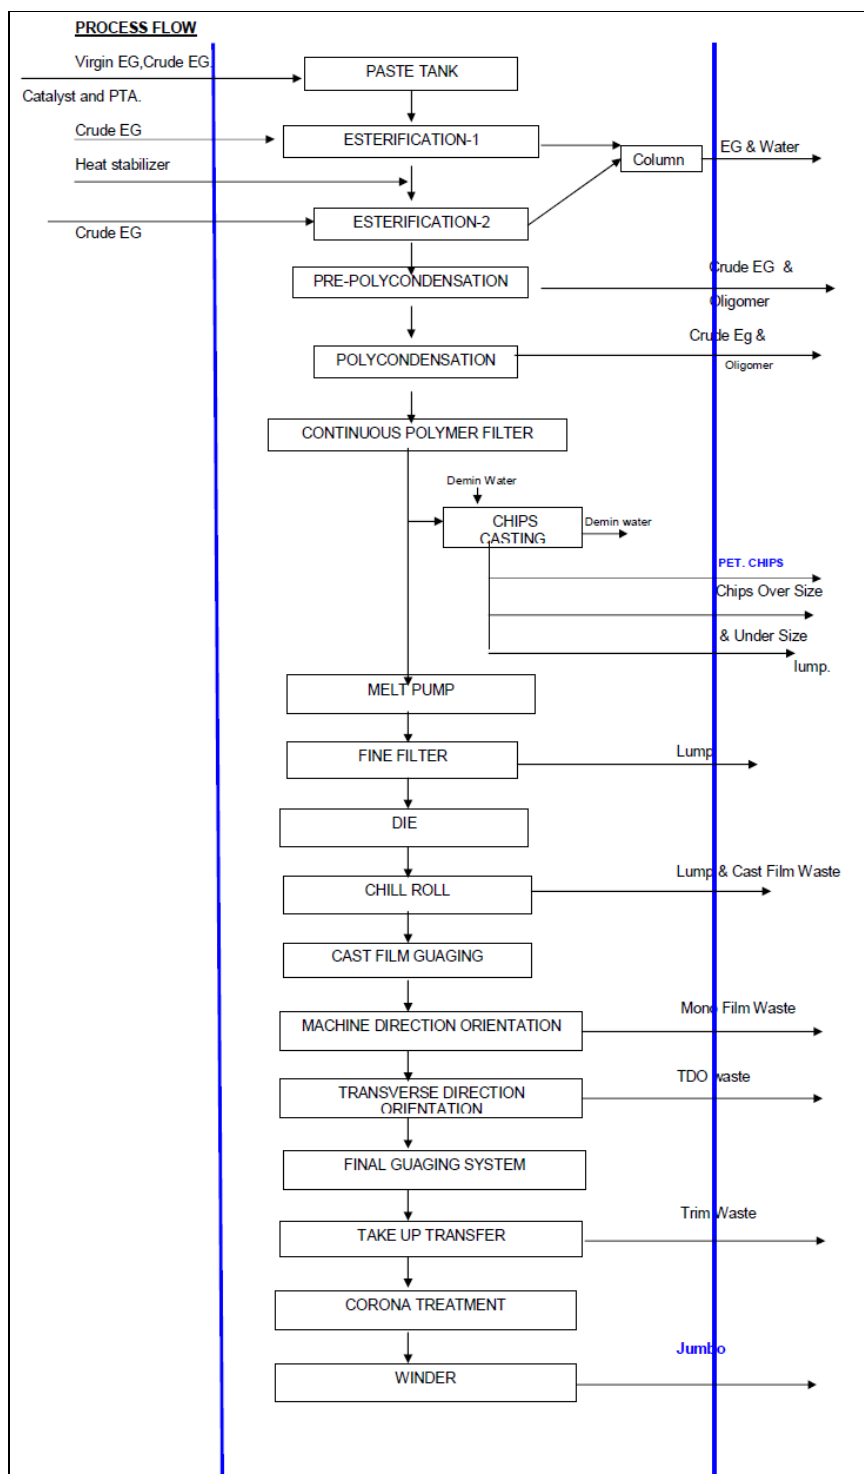 PROCESS FLOW
Virgin EG,Crude EG.
PASTE TANK
Catalyst and PTA.
Crude EG
ESTERIFICATION-1
EG & Water
Column
Heat stabilizer
ESTERIFICATION-2
Crude EG
Crude EG &
PRE-POLYCONDENSATION
Oligomer
Crude Eg &
POLYCONDENSATION
Oligomer
CONTINUOUS POLYMER FILTER
Demin Water
CHIPS
CASTING
Demin water
PET. CHIPS
Chips Over Size
& Under Size
lump.
MELT PUMP
Lump
FINE FILTER
DIE
Lump & Cast Film Waste
CHILL ROLL
CAST FILM GUAGING
Mono Film Waste
MACHINE DIRECTION ORIENTATION
TDO waste
TRANSVERSE DIRECTION
ORIENTATION
FINAL GUAGING SYSTEM
Trim Waste
TAKE UP TRANSFER
CORONA TREATMENT
Jumbo
WINDER